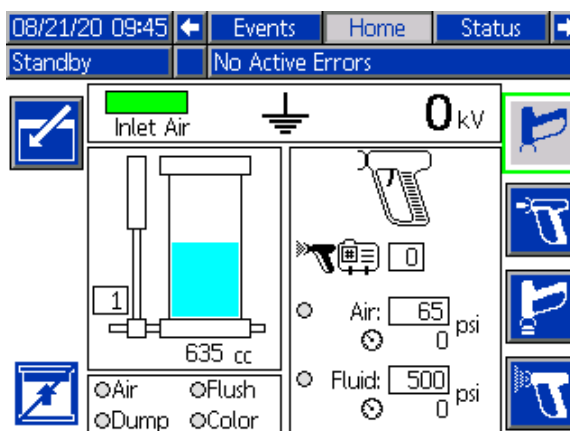 08/21/20 09:45 Events Home Status
Standby No Active Errors
Inlet Air 0 kV
# 0
1
Air: 65 psi
0
635 cc
Fluid: 500 psi
0
Air Flush
Dump Color